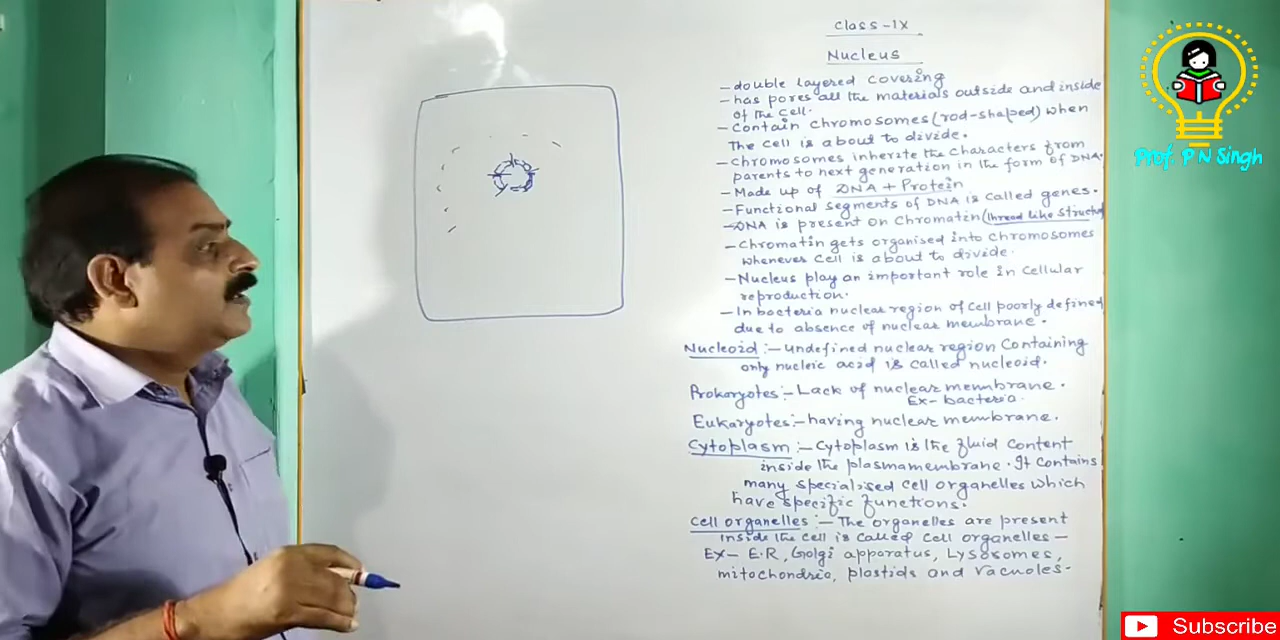 Class-IX
Nucleus
- double layered covering
- has pores all the materials outside and inside
of the cell.
- Contain chromosomes (rod-shaped) when
The cell is about to divide.
- Chromosomes inherite the characters from
parents to next generation in the form of DNA.
- Made up of DNA + Protein
- Functional segments of DNA is called genes.
- DNA is present on Chromatin (thread like Structu
- Chromatin gets organised into chromosomes
whenever cell is about to divide.
- Nucleus play an important role in cellular
reproduction.
- In bacteria nuclear region of cell poorly defined
due to absence of nuclear membrane.
Nucleoid :- undefined nuclear region containing
only nucleic acid is called nucleoid.
Prokaryotes :- Lack of nuclear membrane.
Ex- bacteria.
Eukaryotes :- having nuclear membrane.
Cytoplasm :- Cytoplasm is the fluid content
inside the plasmamembrane. It contains
many specialised cell organelles which
have specific functions.
Cell organelles :- The organelles are present
inside the cell is called cell organelles -
Ex- E.R, Golgi apparatus, Lysosomes,
mitochondria, plastids and vacuoles.
Prof. P N Singh
Subscribe